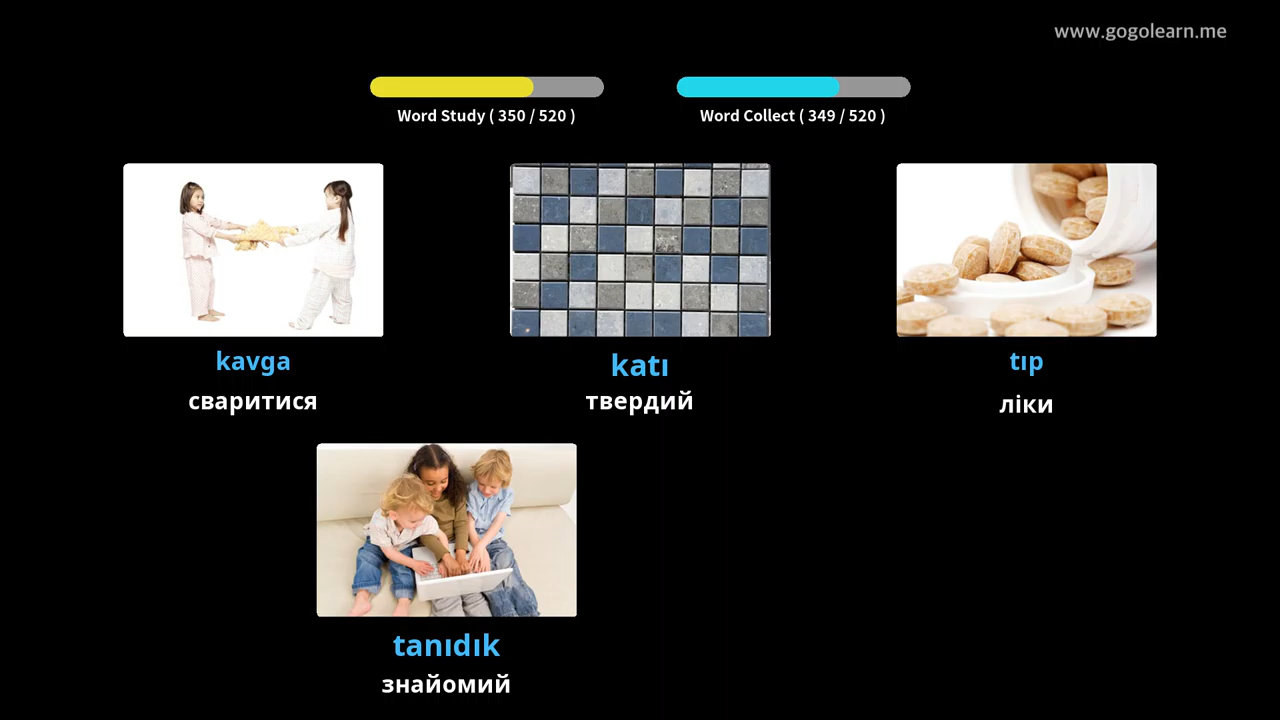 www.gogolearn.me
Word Study ( 350 / 520 )
Word Collect ( 349 / 520 )
kavga
сваритися
katı
твердий
tıp
ліки
tanıdık
знайомий